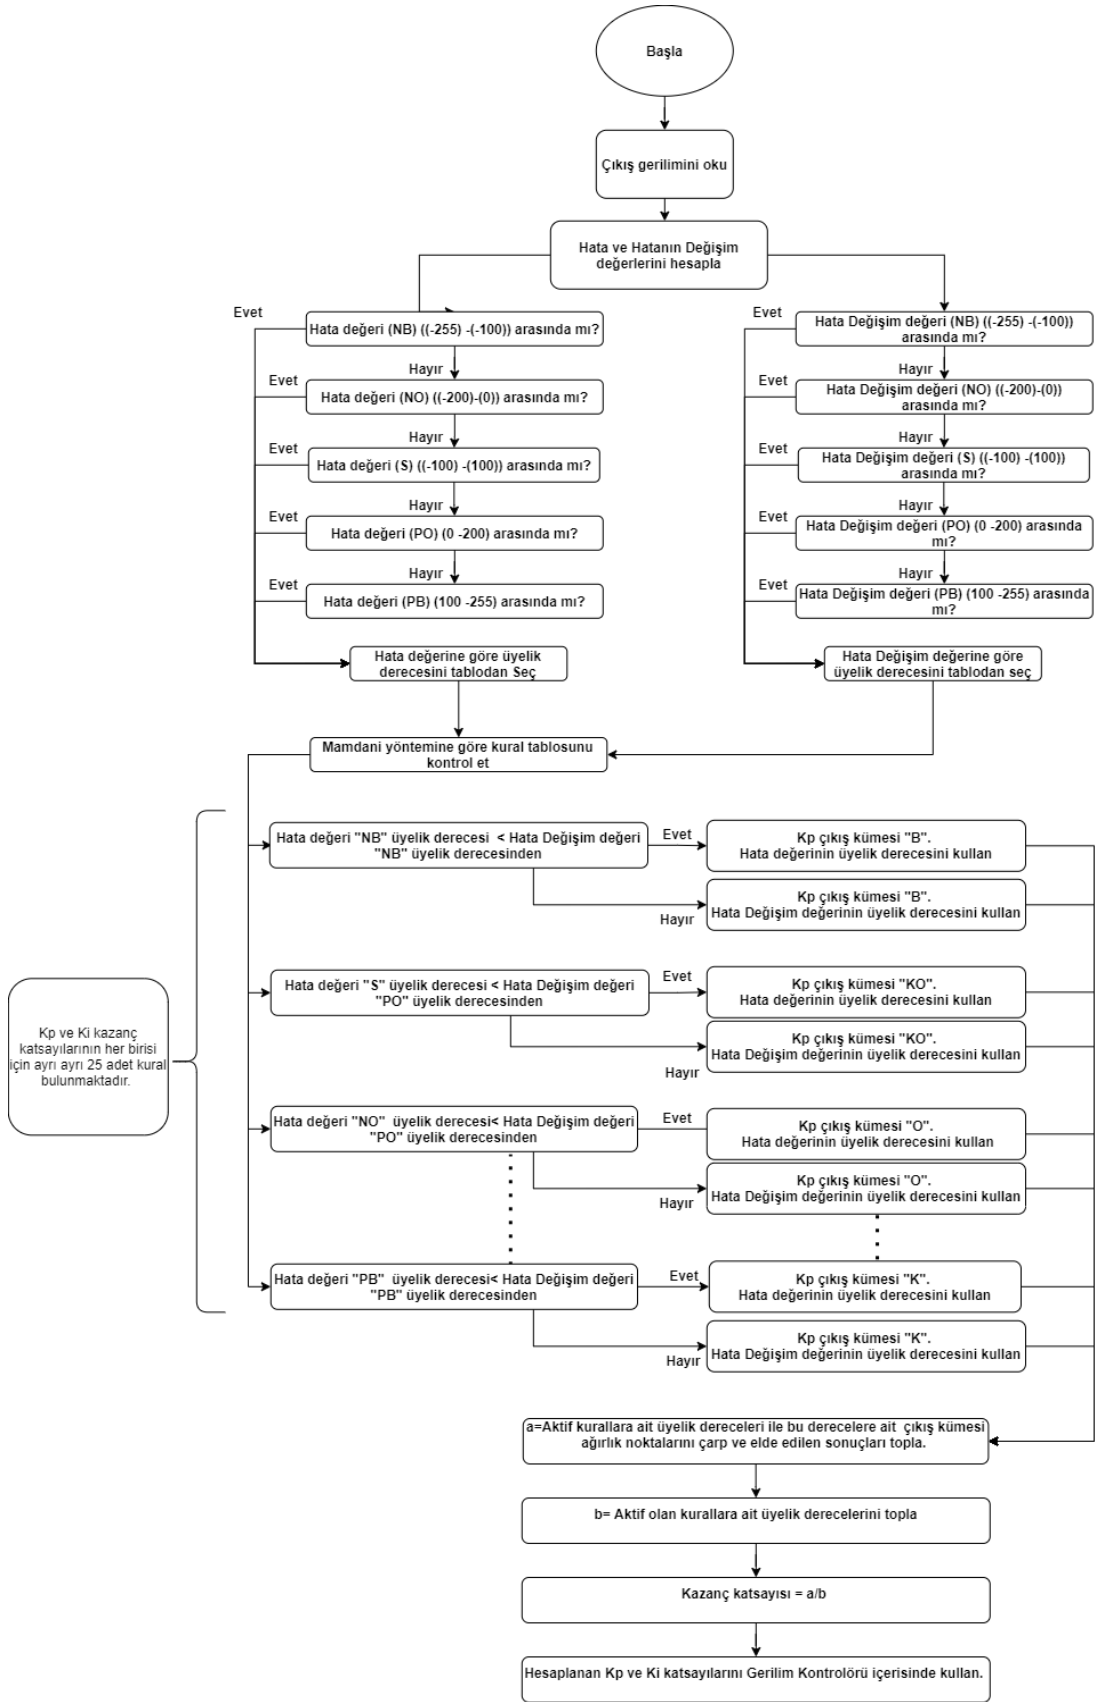 Başla
Çıkış gerilimini oku
Hata ve Hatanın Değişim
değerlerini hesapla
Evet
Hata değeri (NB) ((-255) -(-100)) arasında mı?
Hayır
Evet
Hata değeri (NO) ((-200)-(0)) arasında mı?
Hayır
Evet
Hata değeri (S) ((-100) -(100)) arasında mı?
Hayır
Evet
Hata değeri (PO) (0 -200) arasında mı?
Hayır
Evet
Hata değeri (PB) (100 -255) arasında mı?
Hata değerine göre üyelik
derecesini tablodan Seç
Evet
Hata Değişim değeri (NB) ((-255) -(-100))
arasında mı?
Hayır
Evet
Hata Değişim değeri (NO) ((-200)-(0))
arasında mı?
Hayır
Evet
Hata Değişim değeri (S) ((-100) -(100))
arasında mı?
Hayır
Evet
Hata Değişim değeri (PO) (0 -200) arasında
mı?
Hayır
Evet
Hata Değişim değeri (PB) (100 -255) arasında
mı?
Hata Değişim değerine göre
üyelik derecesini tablodan seç
Mamdani yöntemine göre kural tablosunu
kontrol et
Kp ve Ki kazanç
katsayılarının her birisi
için ayrı ayrı 25 adet kural
bulunmaktadır.
Hata değeri "NB" üyelik derecesi < Hata Değişim değeri
"NB" üyelik derecesinden
Evet
Kp çıkış kümesi "B".
Hata değerinin üyelik derecesini kullan
Hayır
Kp çıkış kümesi "B".
Hata Değişim değerinin üyelik derecesini kullan
Hata değeri "S" üyelik derecesi < Hata Değişim değeri
"PO" üyelik derecesinden
Evet
Kp çıkış kümesi "KO".
Hata değerinin üyelik derecesini kullan
Hayır
Kp çıkış kümesi "KO".
Hata Değişim değerinin üyelik derecesini kullan
Hata değeri "NO" üyelik derecesi< Hata Değişim değeri
"PO" üyelik derecesinden
Evet
Kp çıkış kümesi "O".
Hata değerinin üyelik derecesini kullan
Hayır
Kp çıkış kümesi "O".
Hata Değişim değerinin üyelik derecesini kullan
Hata değeri "PB" üyelik derecesi< Hata Değişim değeri
"PB" üyelik derecesinden
Evet
Kp çıkış kümesi "K".
Hata değerinin üyelik derecesini kullan
Hayır
Kp çıkış kümesi "K".
Hata Değişim değerinin üyelik derecesini kullan
a=Aktif kurallara ait üyelik dereceleri ile bu derecelere ait çıkış kümesi
ağırlık noktalarını çarp ve elde edilen sonuçları topla.
b= Aktif olan kurallara ait üyelik derecelerini topla
Kazanç katsayısı = a/b
Hesaplanan Kp ve Ki katsayılarını Gerilim Kontrolörü içerisinde kullan.